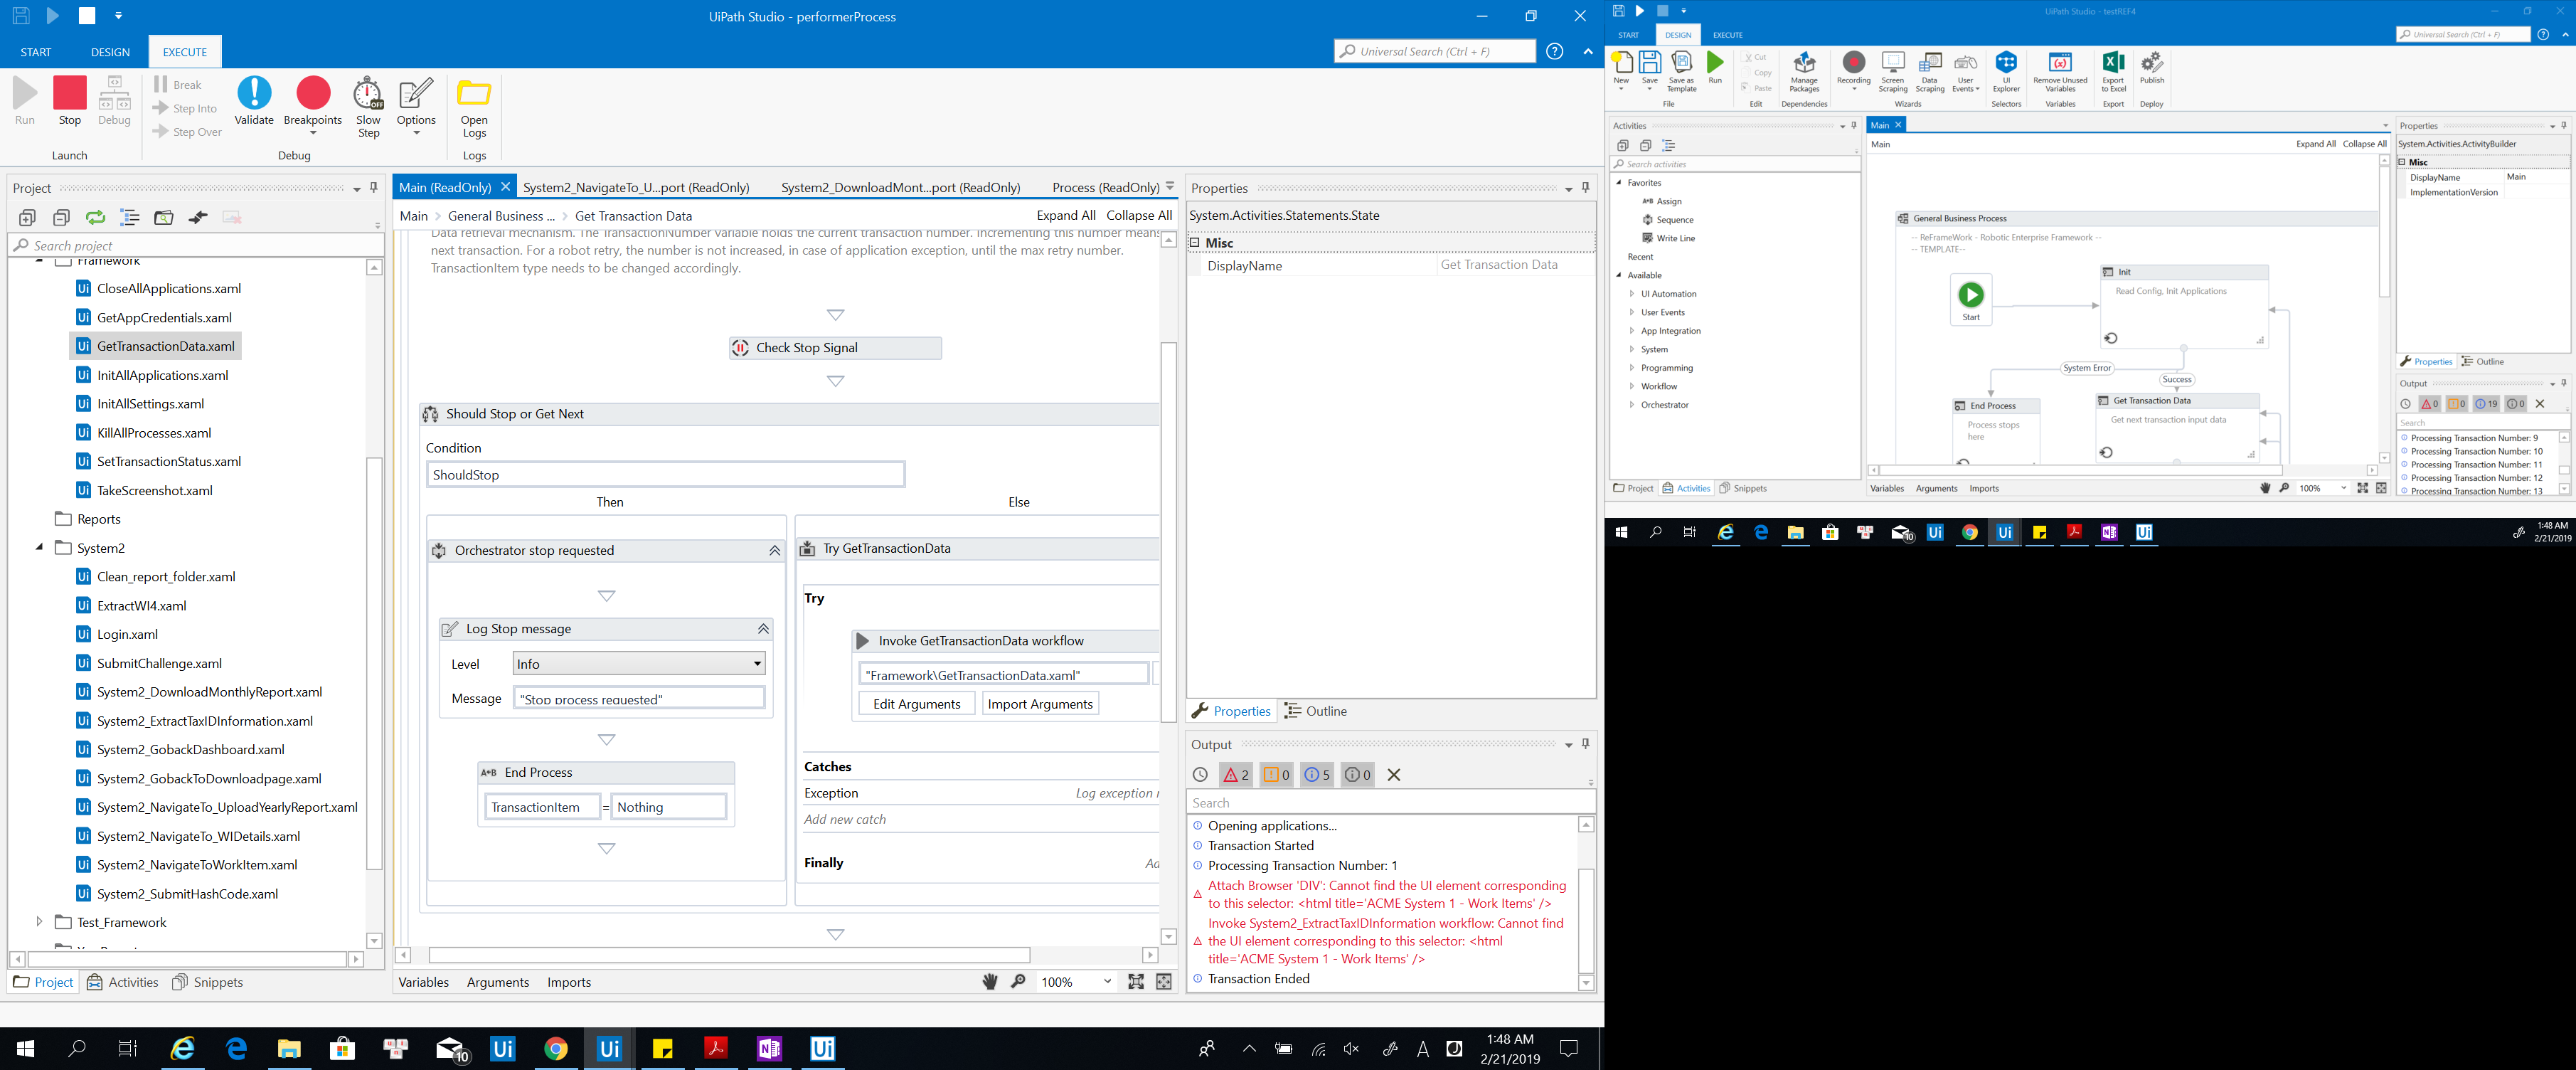 UiPath Studio - performerProcess
START DESIGN EXECUTE
Universal Search (Ctrl + F)
Run Stop Debug
Launch
Break
Step Into
Step Over
Validate Breakpoints Slow Step Options
OFF
Debug
Open Logs
Logs
Project
Search project
Framework
CloseAllApplications.xaml
GetAppCredentials.xaml
GetTransactionData.xaml
InitAllApplications.xaml
InitAllSettings.xaml
KillAllProcesses.xaml
SetTransactionStatus.xaml
TakeScreenshot.xaml
Reports
System2
Clean_report_folder.xaml
ExtractWI4.xaml
Login.xaml
SubmitChallenge.xaml
System2_DownloadMonthlyReport.xaml
System2_ExtractTaxIDInformation.xaml
System2_GobackDashboard.xaml
System2_GobackToDownloadpage.xaml
System2_NavigateTo_UploadYearlyReport.xaml
System2_NavigateTo_WIDetails.xaml
System2_NavigateToWorkItem.xaml
System2_SubmitHashCode.xaml
Test_Framework
Project Activities Snippets
Main (ReadOnly) System2_NavigateTo_U...port (ReadOnly) System2_DownloadMont...port (ReadOnly) Process (ReadOnly)
Main > General Business ... > Get Transaction Data
Expand All Collapse All
Data retrieval mechanism. The TransactionNumber variable holds the current transaction number. Incrementing this number means
next transaction. For a robot retry, the number is not increased, in case of application exception, until the max retry number.
TransactionItem type needs to be changed accordingly.
Check Stop Signal
Should Stop or Get Next
Condition
ShouldStop
Then Else
Orchestrator stop requested
Log Stop message
Level Info
Message "Stop process requested"
End Process
A*B
TransactionItem = Nothing
Try GetTransactionData
Try
Invoke GetTransactionData workflow
"Framework\GetTransactionData.xaml"
Edit Arguments Import Arguments
Catches
Exception Log exception
Add new catch
Finally
Variables Arguments Imports
100%
Properties
System.Activities.Statements.State
Misc
DisplayName Get Transaction Data
Properties Outline
Output
2 0 5 0
Search
Opening applications...
Transaction Started
Processing Transaction Number: 1
Attach Browser 'DIV': Cannot find the UI element corresponding
to this selector: <html title='ACME System 1 - Work Items' />
Invoke System2_ExtractTaxIDInformation workflow: Cannot find
the UI element corresponding to this selector: <html
title='ACME System 1 - Work Items' />
Transaction Ended
10
1:48 AM
2/21/2019
UiPath Studio - testREF4
START DESIGN EXECUTE
Universal Search (Ctrl + F)
New Save Save as Template Run
File
Cut
Copy
Paste
Edit
Manage Packages
Dependencies
Recording Screen Scraping Data Scraping User Events
Wizards
UI Explorer
Selectors
Remove Unused Variables
Variables
Export to Excel
Export
Publish
Deploy
Activities
Search activities
Favorites
Assign
Sequence
Write Line
Recent
Available
UI Automation
User Events
App Integration
System
Programming
Workflow
Orchestrator
Project Activities Snippets
Main
Main
Expand All Collapse All
General Business Process
-- ReFrameWork - Robotic Enterprise Framework --
-- TEMPLATE--
Start
Init
Read Config, Init Applications
System Error
Success
End Process
Process stops
here
Get Transaction Data
Get next transaction input data
Variables Arguments Imports
100%
Properties
System.Activities.ActivityBuilder
Misc
DisplayName Main
ImplementationVersion
Properties Outline
Output
0 0 19 0
Search
Processing Transaction Number: 9
Processing Transaction Number: 10
Processing Transaction Number: 11
Processing Transaction Number: 12
Processing Transaction Number: 13
10
1:48 AM
2/21/2019